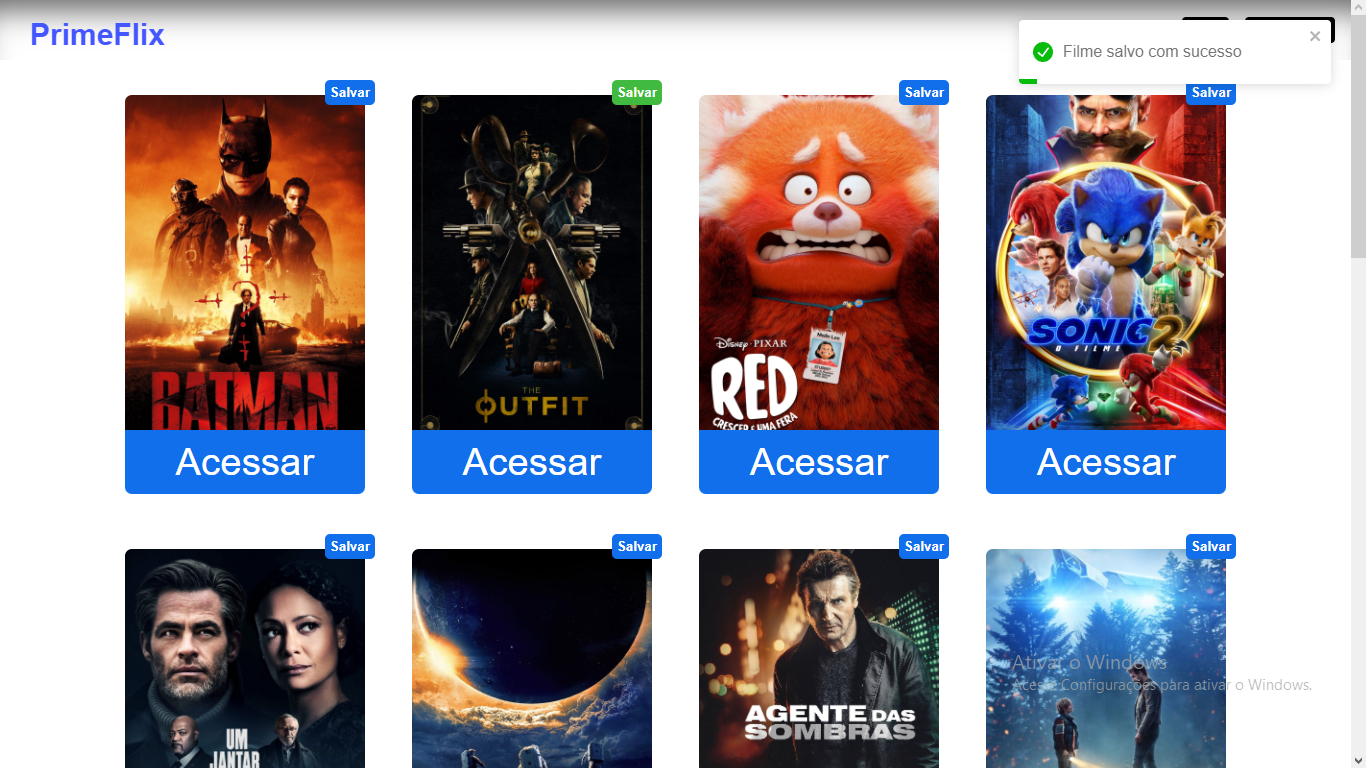 PrimeFlix
Filme salvo com sucesso
Salvar
Salvar
Salvar
Salvar
BATMAN
THE
OUTFIT
DISNEY · PIXAR
RED
CRESCER É UMA FERA
SONIC 2
O FILME
Acessar
Acessar
Acessar
Acessar
Salvar
Salvar
Salvar
Salvar
UM
JANTAR
AGENTE DAS
SOMBRAS
Ativar o Windows
Acesse Configurações para ativar o Windows.